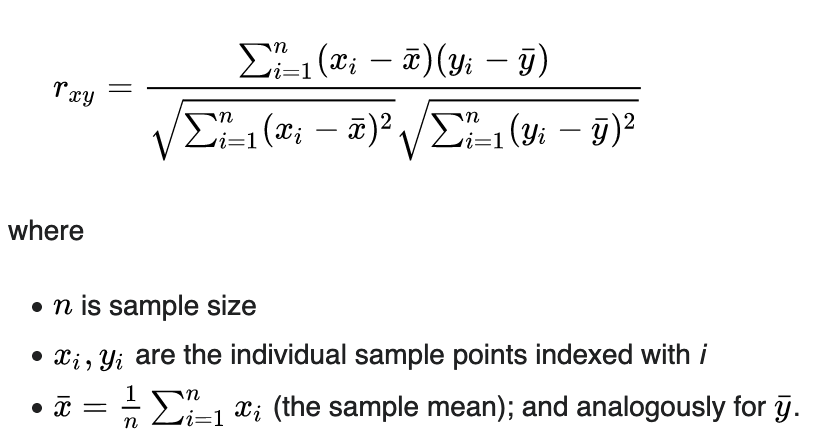 r_{xy} = \frac{\sum_{i=1}^{n}(x_i - \bar{x})(y_i - \bar{y})}{\sqrt{\sum_{i=1}^{n}(x_i - \bar{x})^2}\sqrt{\sum_{i=1}^{n}(y_i - \bar{y})^2}}
where
• n is sample size
• x_i, y_i are the individual sample points indexed with i
• \bar{x} = \frac{1}{n} \sum_{i=1}^{n} x_i (the sample mean); and analogously for \bar{y}.